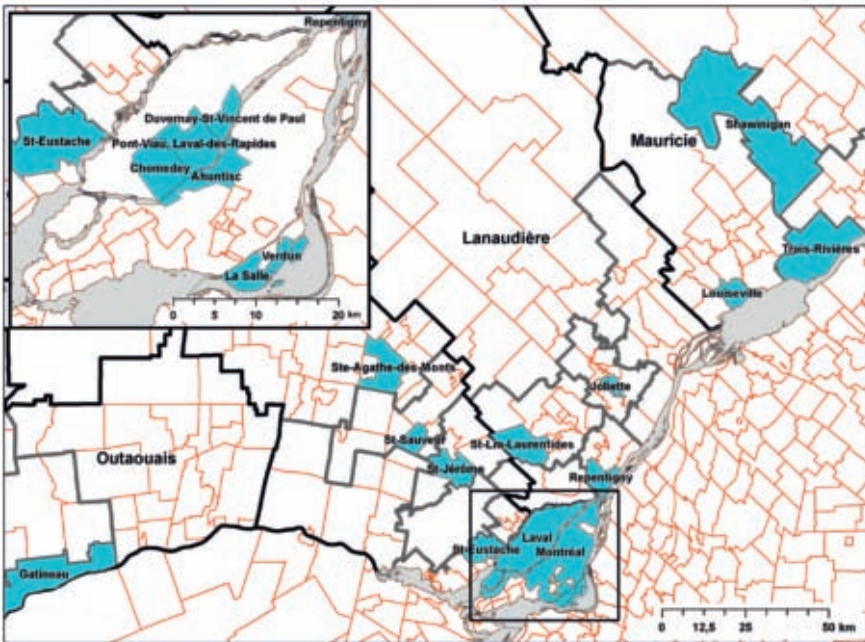 Repentigny
Duvernay-St-Vincent de Paul
St-Eustache
Pont-Viau, Laval-des-Rapides
Chomedey
Ahuntisc
Verdun
La Salle
0 5 10 20
km
Mauricie
Shawinigan
Lanaudière
Trois-Rivières
Louiseville
Ste-Agathe-des-Monts
Joliette
St-Sauveur
St-Lin-Laurentides
Outaouais
St-Jérôme
Repentigny
St-Eustache
Laval
Montréal
Gatineau
0 12,5 25 50
km